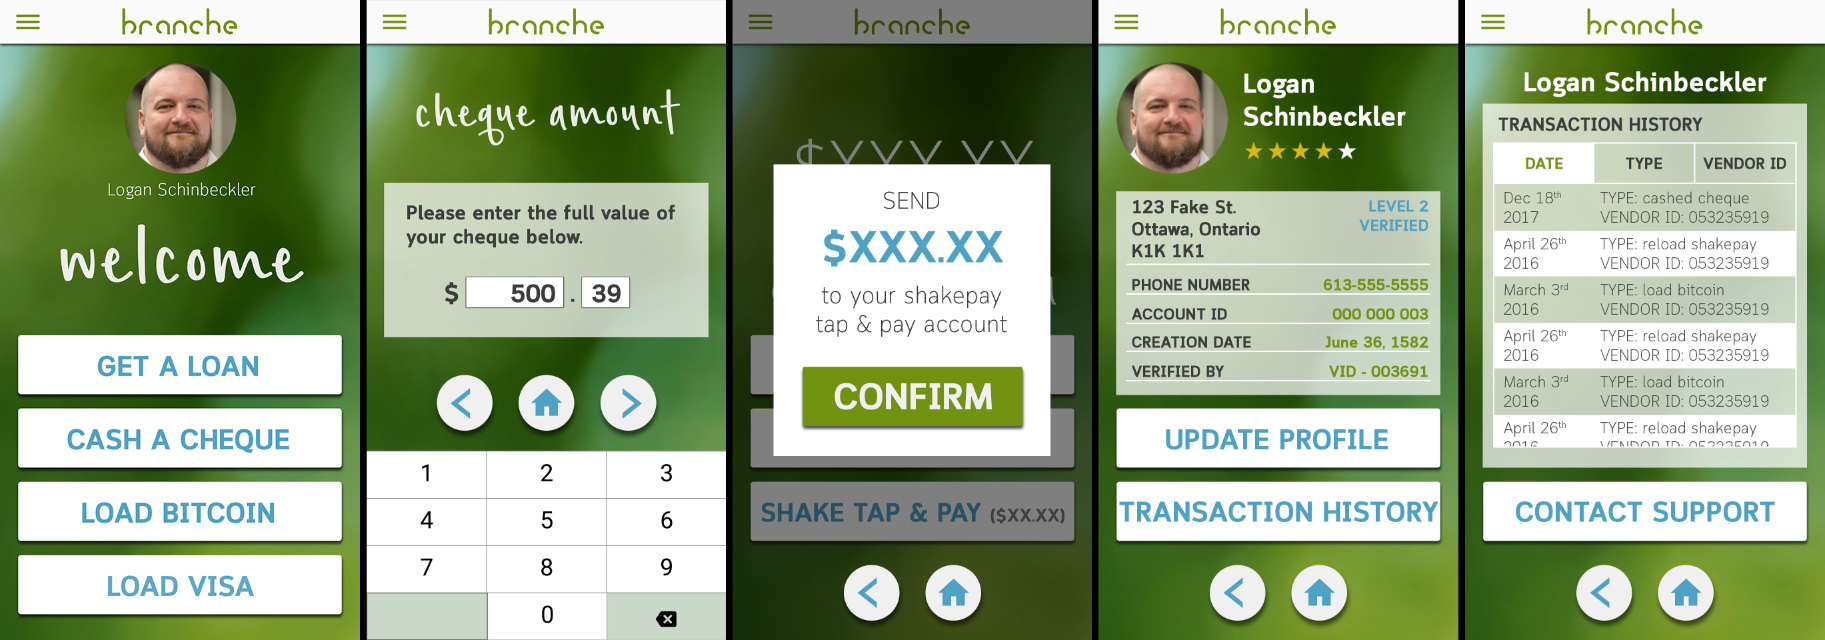 branche
Logan Schinbeckler
welcome
GET A LOAN
CASH A CHEQUE
LOAD BITCOIN
LOAD VISA
branche
cheque amount
Please enter the full value of
your cheque below.
$ 500 . 39
1 2 3
4 5 6
7 8 9
0
branche
$XXX.XX
SEND
$XXX.XX
to your shakepay
tap & pay account
CONFIRM
SHAKE TAP & PAY ($XX.XX)
branche
Logan
Schinbeckler
123 Fake St.
Ottawa, Ontario
K1K 1K1
LEVEL 2
VERIFIED
PHONE NUMBER 613-555-5555
ACCOUNT ID 000 000 003
CREATION DATE June 36, 1582
VERIFIED BY VID - 003691
UPDATE PROFILE
TRANSACTION HISTORY
branche
Logan Schinbeckler
TRANSACTION HISTORY
DATE TYPE VENDOR ID
Dec 18th TYPE: cashed cheque
2017 VENDOR ID: 053235919
April 26th TYPE: reload shakepay
2016 VENDOR ID: 053235919
March 3rd TYPE: load bitcoin
2016 VENDOR ID: 053235919
April 26th TYPE: reload shakepay
2016 VENDOR ID: 053235919
March 3rd TYPE: load bitcoin
2016 VENDOR ID: 053235919
April 26th TYPE: reload shakepay
2016 VENDOR ID: 053235919
CONTACT SUPPORT